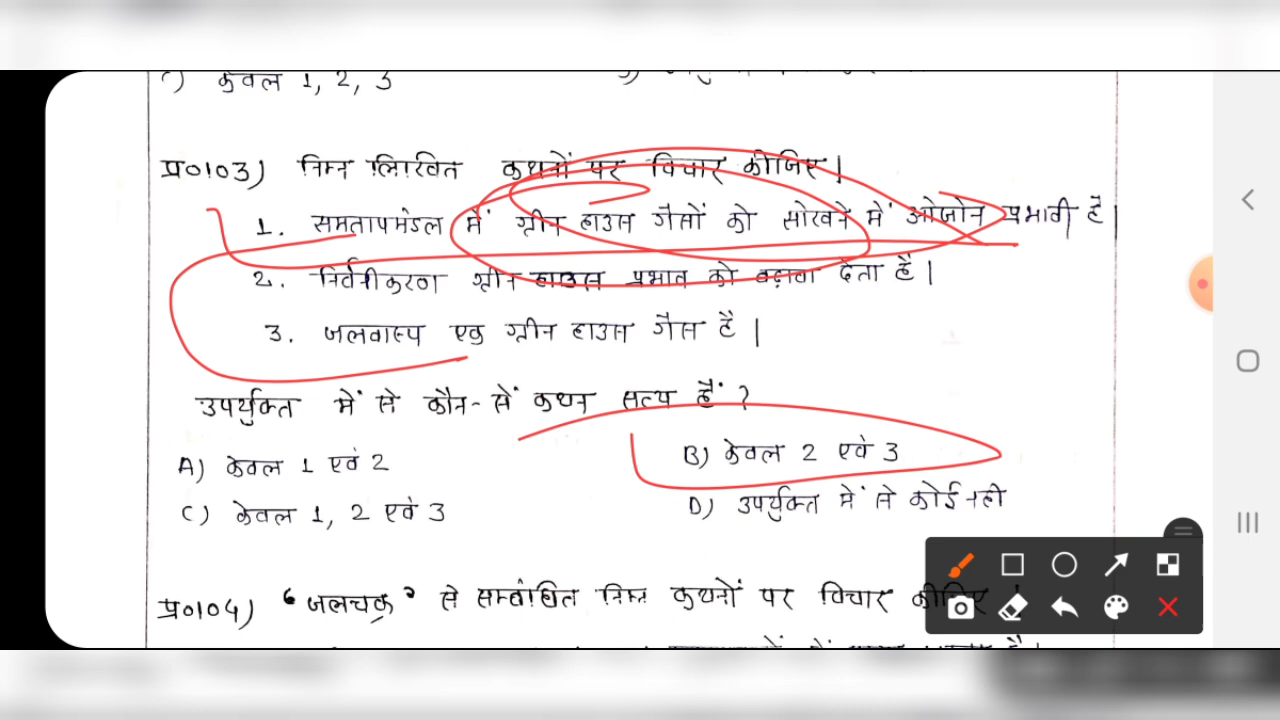 केवल 1, 2, 3
प्र०103) निम्न लिखित कथनों पर विचार कीजिए |
1. समतापमंडल में ग्रीन हाउस गैसों को सोखने में ओजोन प्रभावी है |
2. निर्वनीकरण ग्रीन हाउस प्रभाव को बढ़ावा देता है |
3. जलवास्प एक ग्रीन हाउस गैस है |
उपर्युक्त में से कौन-सें कथन सत्य हैं ?
A) केवल 1 एवं 2
B) केवल 2 एवं 3
C) केवल 1, 2 एवं 3
D) उपर्युक्त में से कोई नही
प्र०104) "जलचक्र" से सम्बंधित निम्न कथनों पर विचार कीजिए